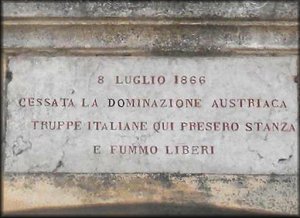 8 LUGLIO 1866
CESSATA LA DOMINAZIONE AUSTRIACA
TRUPPE ITALIANE QUI PRESERO STANZA
E FUMMO LIBERI